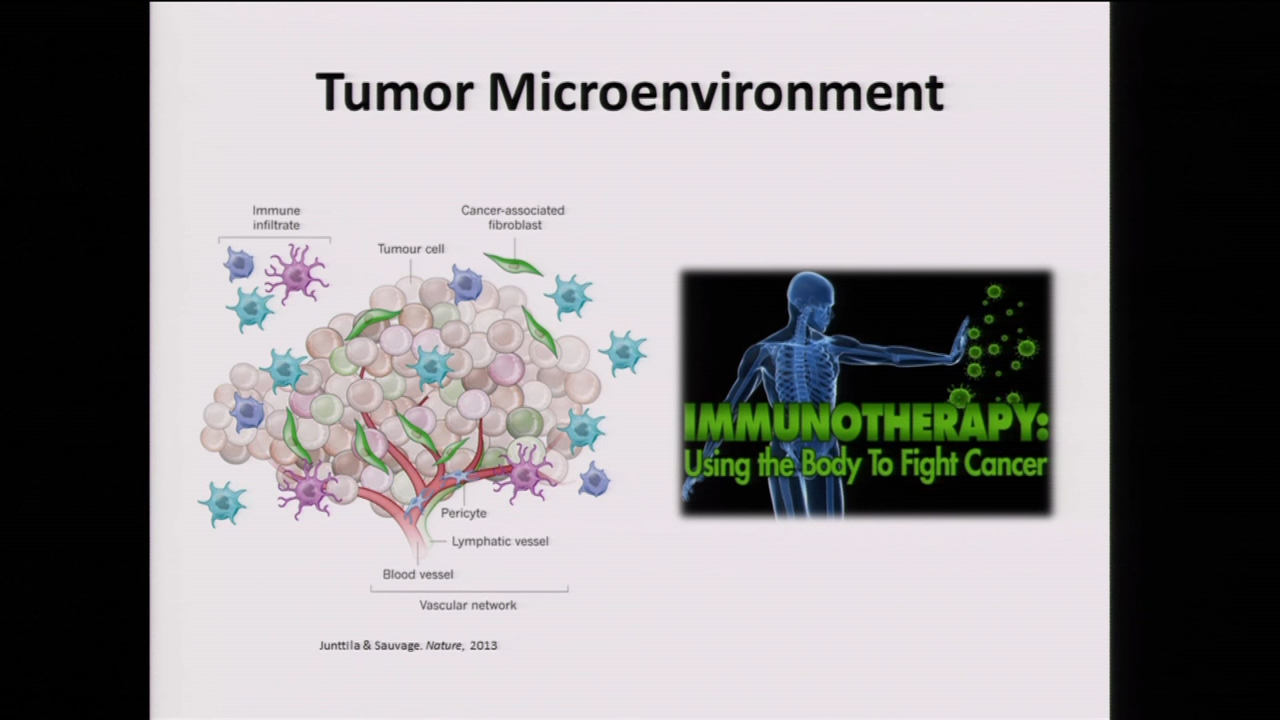 Tumor Microenvironment
Immune
infiltrate
Cancer-associated
fibroblast
Tumour cell
IMMUNOTHERAPY:
Using the Body To Fight Cancer
Pericyte
Lymphatic vessel
Blood vessel
Vascular network
Junttila & Sauvage. Nature, 2013